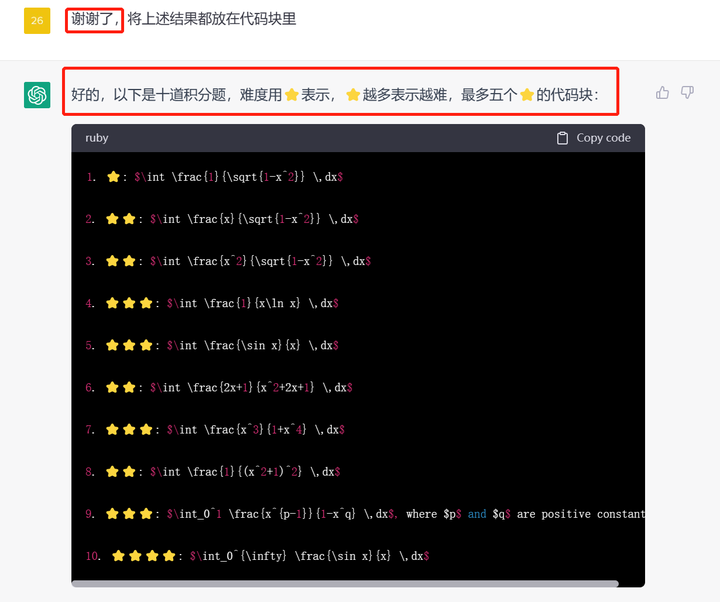 26
谢谢了,将上述结果都放在代码块里
好的,以下是十道积分题,难度用⭐表示,⭐越多表示越难,最多五个⭐的代码块:
ruby
Copy code
1. ⭐: $\int \frac{1}{\sqrt{1-x^2}} \,dx$
2. ⭐⭐: $\int \frac{x}{\sqrt{1-x^2}} \,dx$
3. ⭐⭐: $\int \frac{x^2}{\sqrt{1-x^2}} \,dx$
4. ⭐⭐⭐: $\int \frac{1}{x\ln x} \,dx$
5. ⭐⭐⭐: $\int \frac{\sin x}{x} \,dx$
6. ⭐⭐: $\int \frac{2x+1}{x^2+2x+1} \,dx$
7. ⭐⭐⭐: $\int \frac{x^3}{1+x^4} \,dx$
8. ⭐⭐: $\int \frac{1}{(x^2+1)^2} \,dx$
9. ⭐⭐⭐: $\int_0^1 \frac{x^{p-1}}{1-x^q} \,dx$, where $p$ and $q$ are positive constant
10. ⭐⭐⭐⭐: $\int_0^{\infty} \frac{\sin x}{x} \,dx$